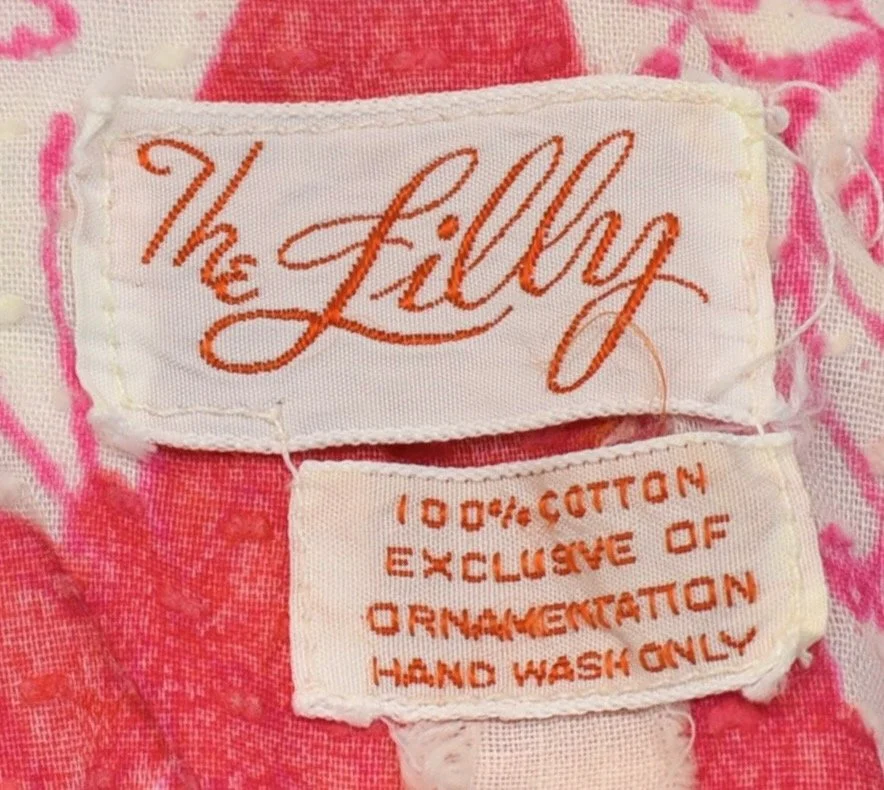 The Lilly
100% COTTON
EXCLUSIVE OF
ORNAMENTATION
HAND WASH ONLY